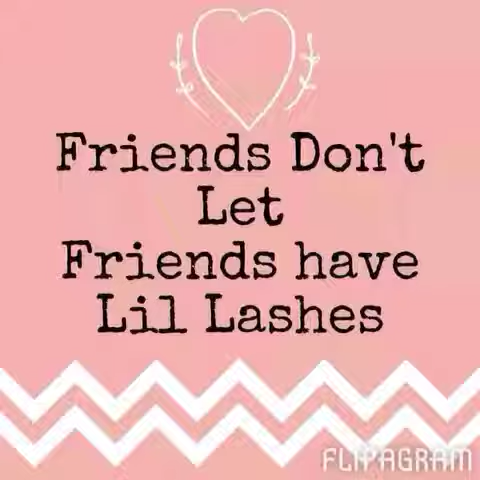 Friends Don't
Let
Friends have
Lil Lashes
FLIPAGRAM